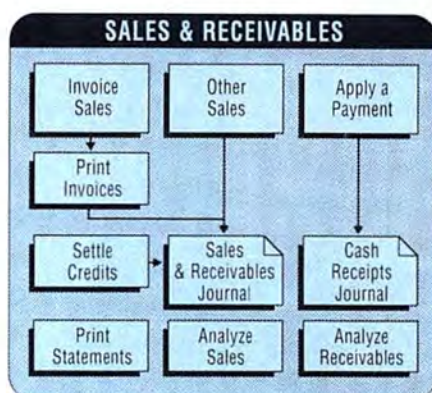 SALES & RECEIVABLES
Invoice
Sales
Other
Sales
Apply a
Payment
Print
Invoices
Settle
Credits
Sales
& Receivables
Journal
Cash
Receipts
Journal
Print
Statements
Analyze
Sales
Analyze
Receivables